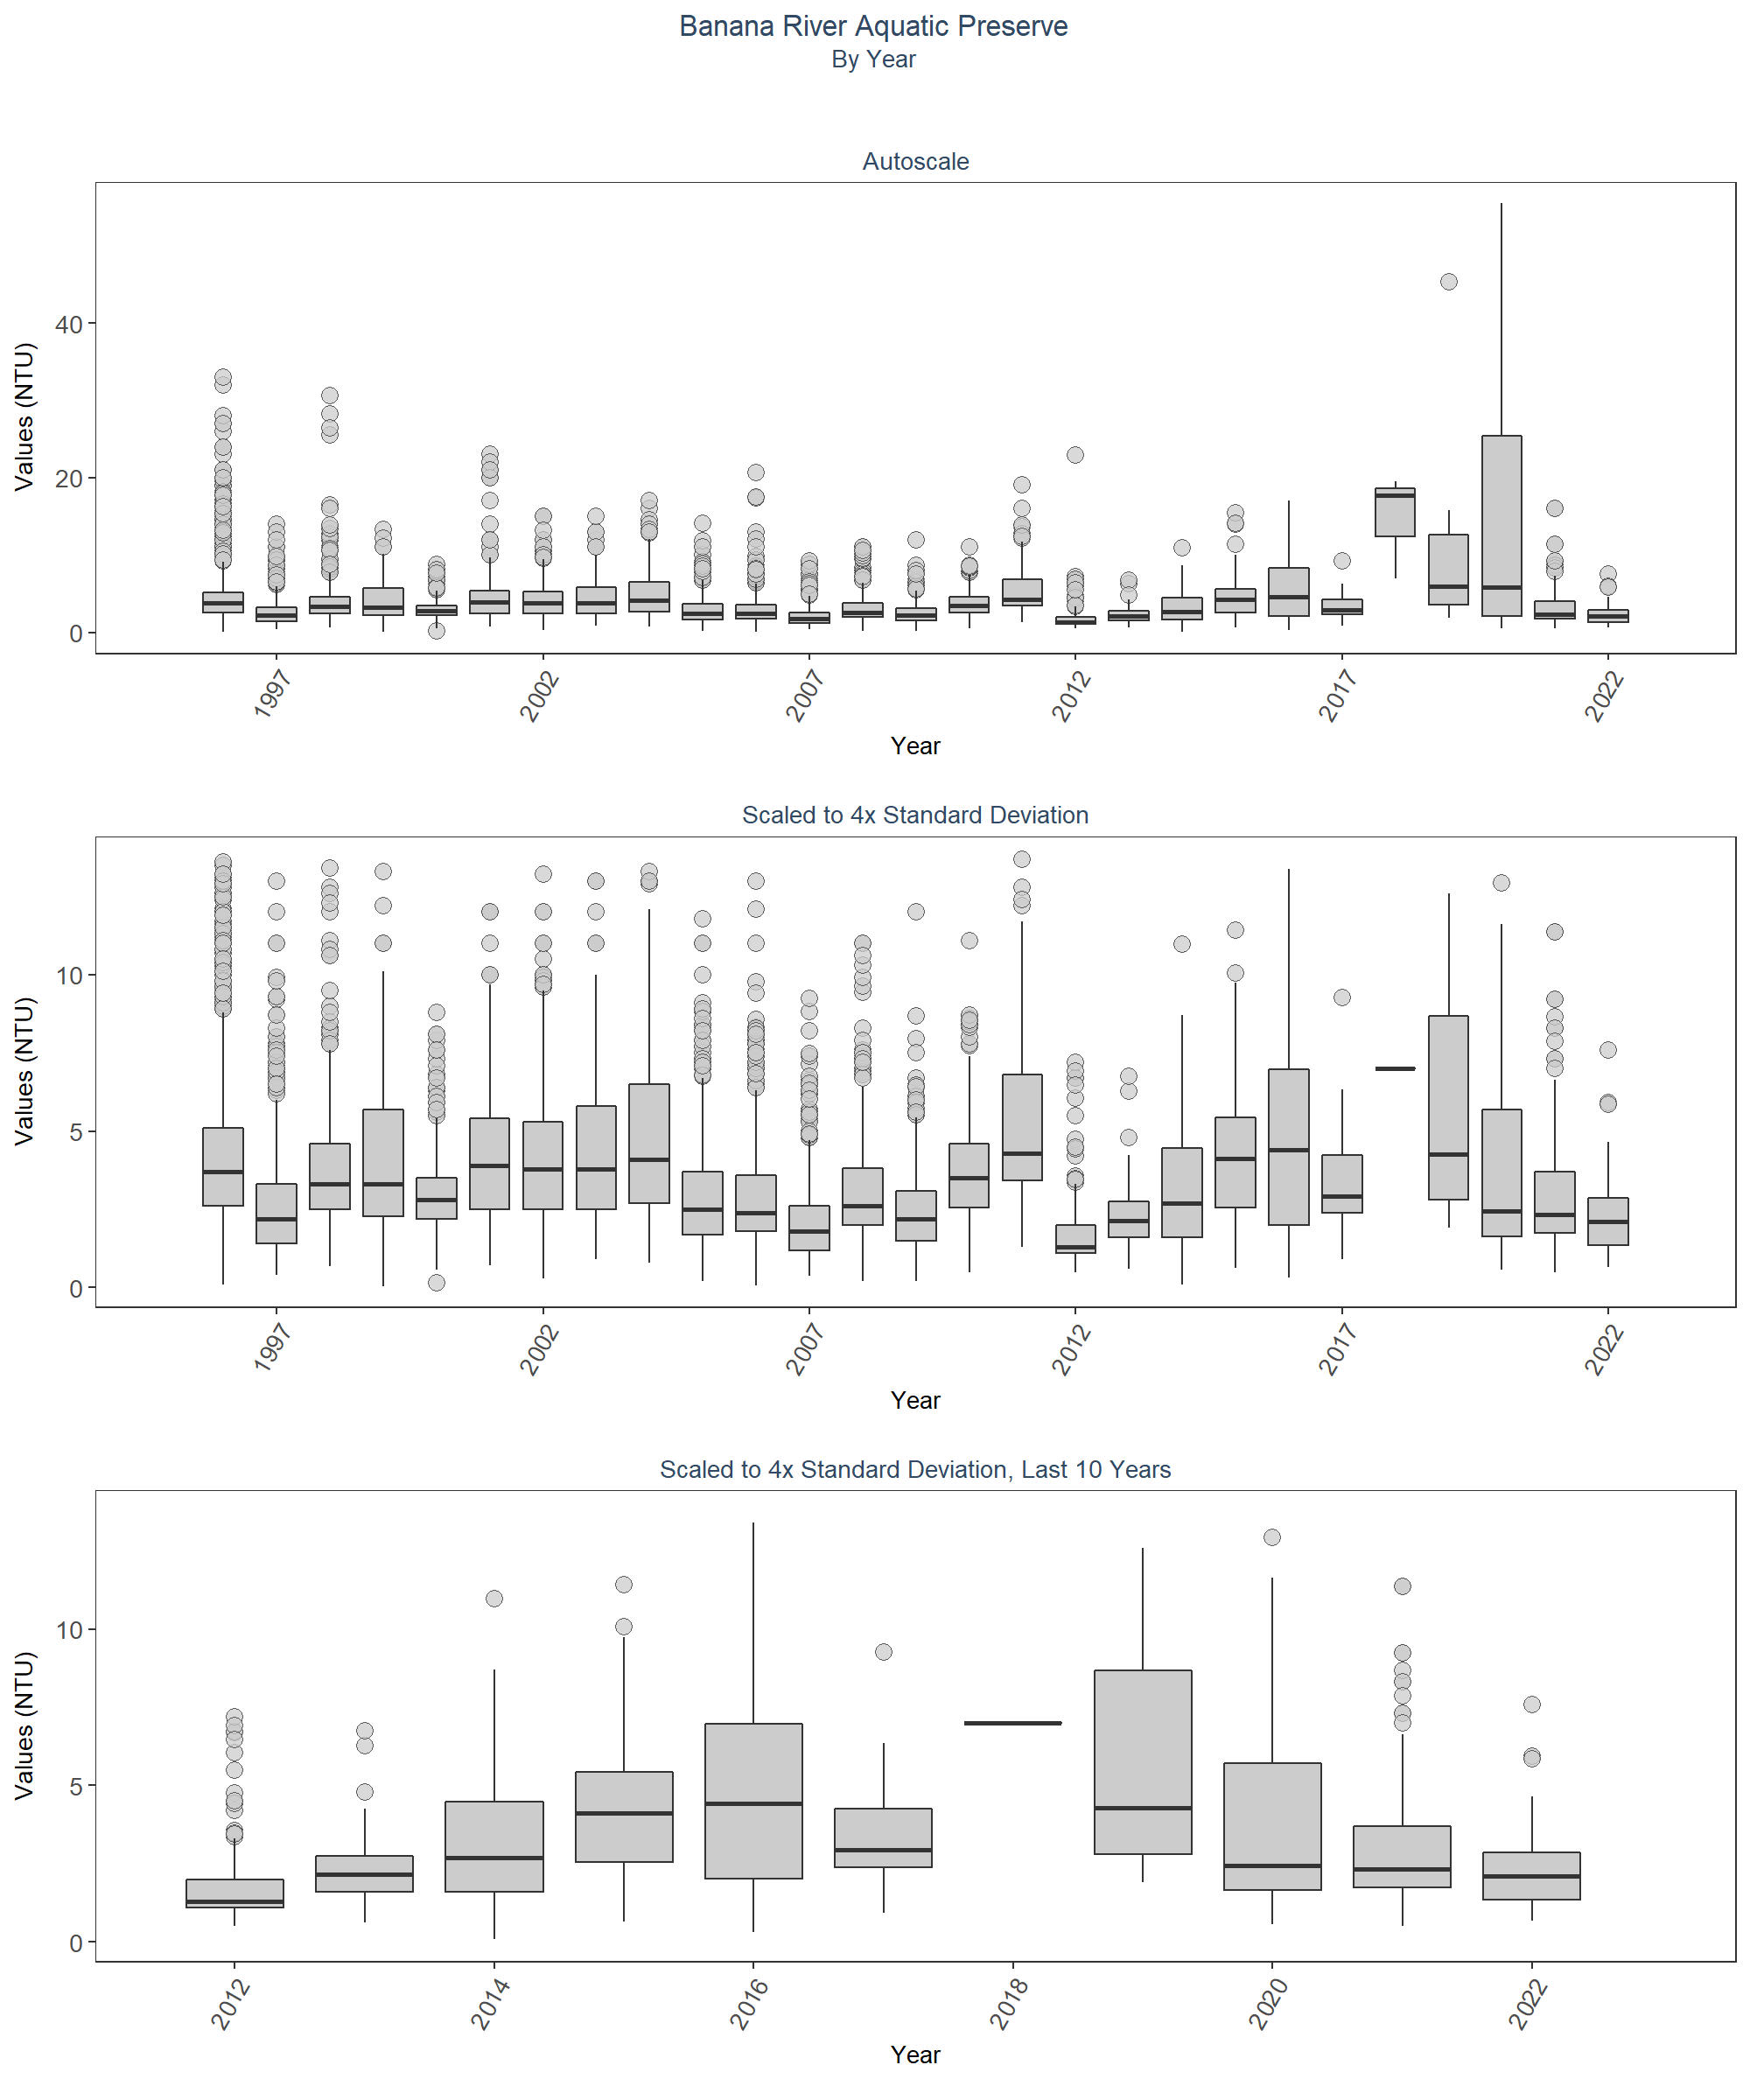 Banana River Aquatic Preserve
By Year
Autoscale
Values (NTU)
40
20
0
1997 2002 2007 2012 2017 2022
Year
Scaled to 4x Standard Deviation
Values (NTU)
10
5
0
1997 2002 2007 2012 2017 2022
Year
Scaled to 4x Standard Deviation, Last 10 Years
Values (NTU)
10
5
0
2012 2014 2016 2018 2020 2022
Year